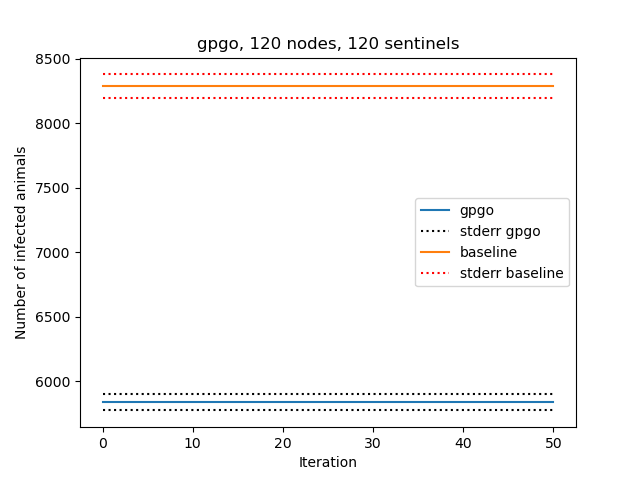 gpgo, 120 nodes, 120 sentinels
8500
8000
7500
7000
6500
6000
Number of infected animals
gpgo
stderr gpgo
baseline
stderr baseline
0 10 20 30 40 50
Iteration